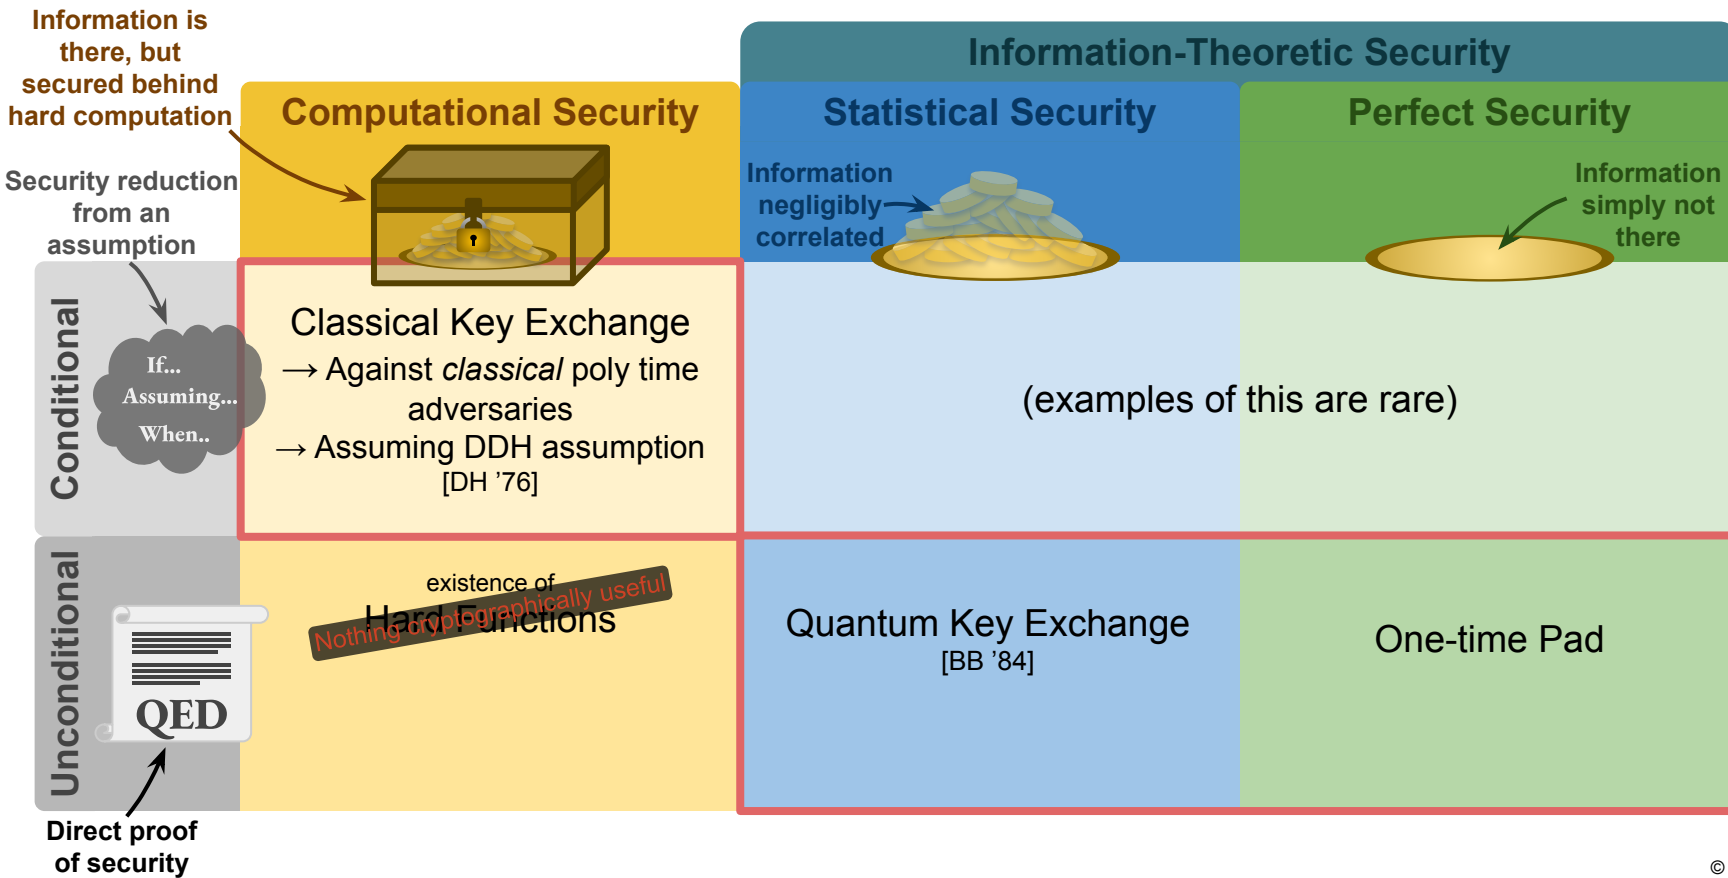 Information is
there, but
secured behind
hard computation
Information-Theoretic Security
Computational Security
Statistical Security
Perfect Security
Security reduction
from an
assumption
Information
negligibly
correlated
Information
simply not
there
Conditional
If...
Assuming...
When..
Classical Key Exchange
→ Against classical poly time
adversaries
→ Assuming DDH assumption
[DH ’76]
(examples of this are rare)
Unconditional
QED
existence of
Hard Functions
Nothing cryptographically useful
Quantum Key Exchange
[BB ’84]
One-time Pad
Direct proof
of security
©